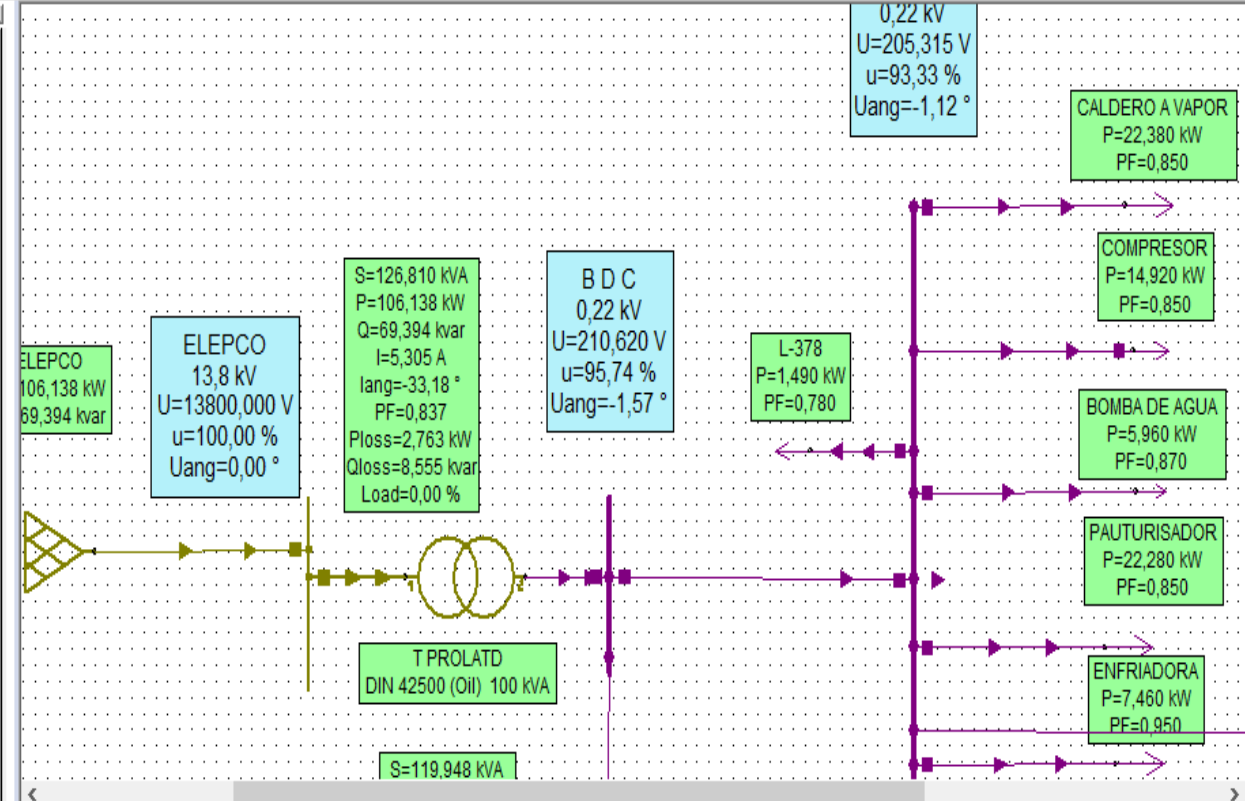 0,22 kV
U=205,315 V
u=93,33 %
Uang=-1,12 °
CALDERO A VAPOR
P=22,380 kW
PF=0,850
COMPRESOR
P=14,920 kW
PF=0,850
S=126,810 kVA
P=106,138 kW
Q=69,394 kvar
I=5,305 A
Iang=-33,18 °
PF=0,837
Ploss=2,763 kW
Qloss=8,555 kvar
Load=0,00 %
B D C
0,22 kV
U=210,620 V
u=95,74 %
Uang=-1,57 °
ELEPCO
13,8 kV
U=13800,000 V
u=100,00 %
Uang=0,00 °
ELEPCO
106,138 kW
69,394 kvar
L-378
P=1,490 kW
PF=0,780
BOMBA DE AGUA
P=5,960 kW
PF=0,870
PAUTURISADOR
P=22,280 kW
PF=0,850
1
2
T PROLATD
DIN 42500 (Oil) 100 kVA
ENFRIADORA
P=7,460 kW
PF=0,950
S=119,948 kVA